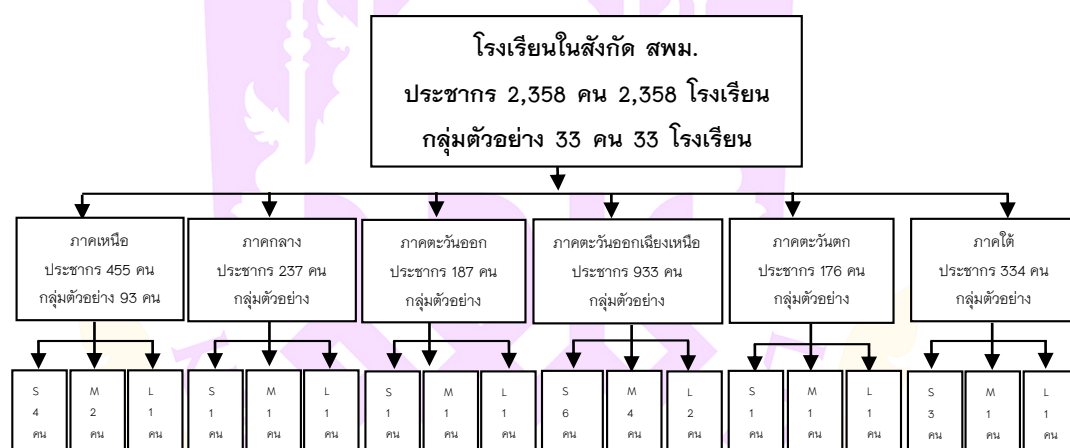 โรงเรียนในสังกัด สพม.
ประชากร 2,358 คน 2,358 โรงเรียน
กลุ่มตัวอย่าง 33 คน 33 โรงเรียน
ภาคเหนือ
ประชากร 455 คน
กลุ่มตัวอย่าง 93 คน
ภาคกลาง
ประชากร 237 คน
กลุ่มตัวอย่าง
ภาคตะวันออก
ประชากร 187 คน
กลุ่มตัวอย่าง
ภาคตะวันออกเฉียงเหนือ
ประชากร 933 คน
กลุ่มตัวอย่าง
ภาคตะวันตก
ประชากร 176 คน
กลุ่มตัวอย่าง
ภาคใต้
ประชากร 334 คน
กลุ่มตัวอย่าง
S
4
คน
M
2
คน
L
1
คน
S
1
คน
M
1
คน
L
1
คน
S
1
คน
M
1
คน
L
1
คน
S
6
คน
M
4
คน
L
2
คน
S
1
คน
M
1
คน
L
1
คน
S
3
คน
M
1
คน
L
1
คน